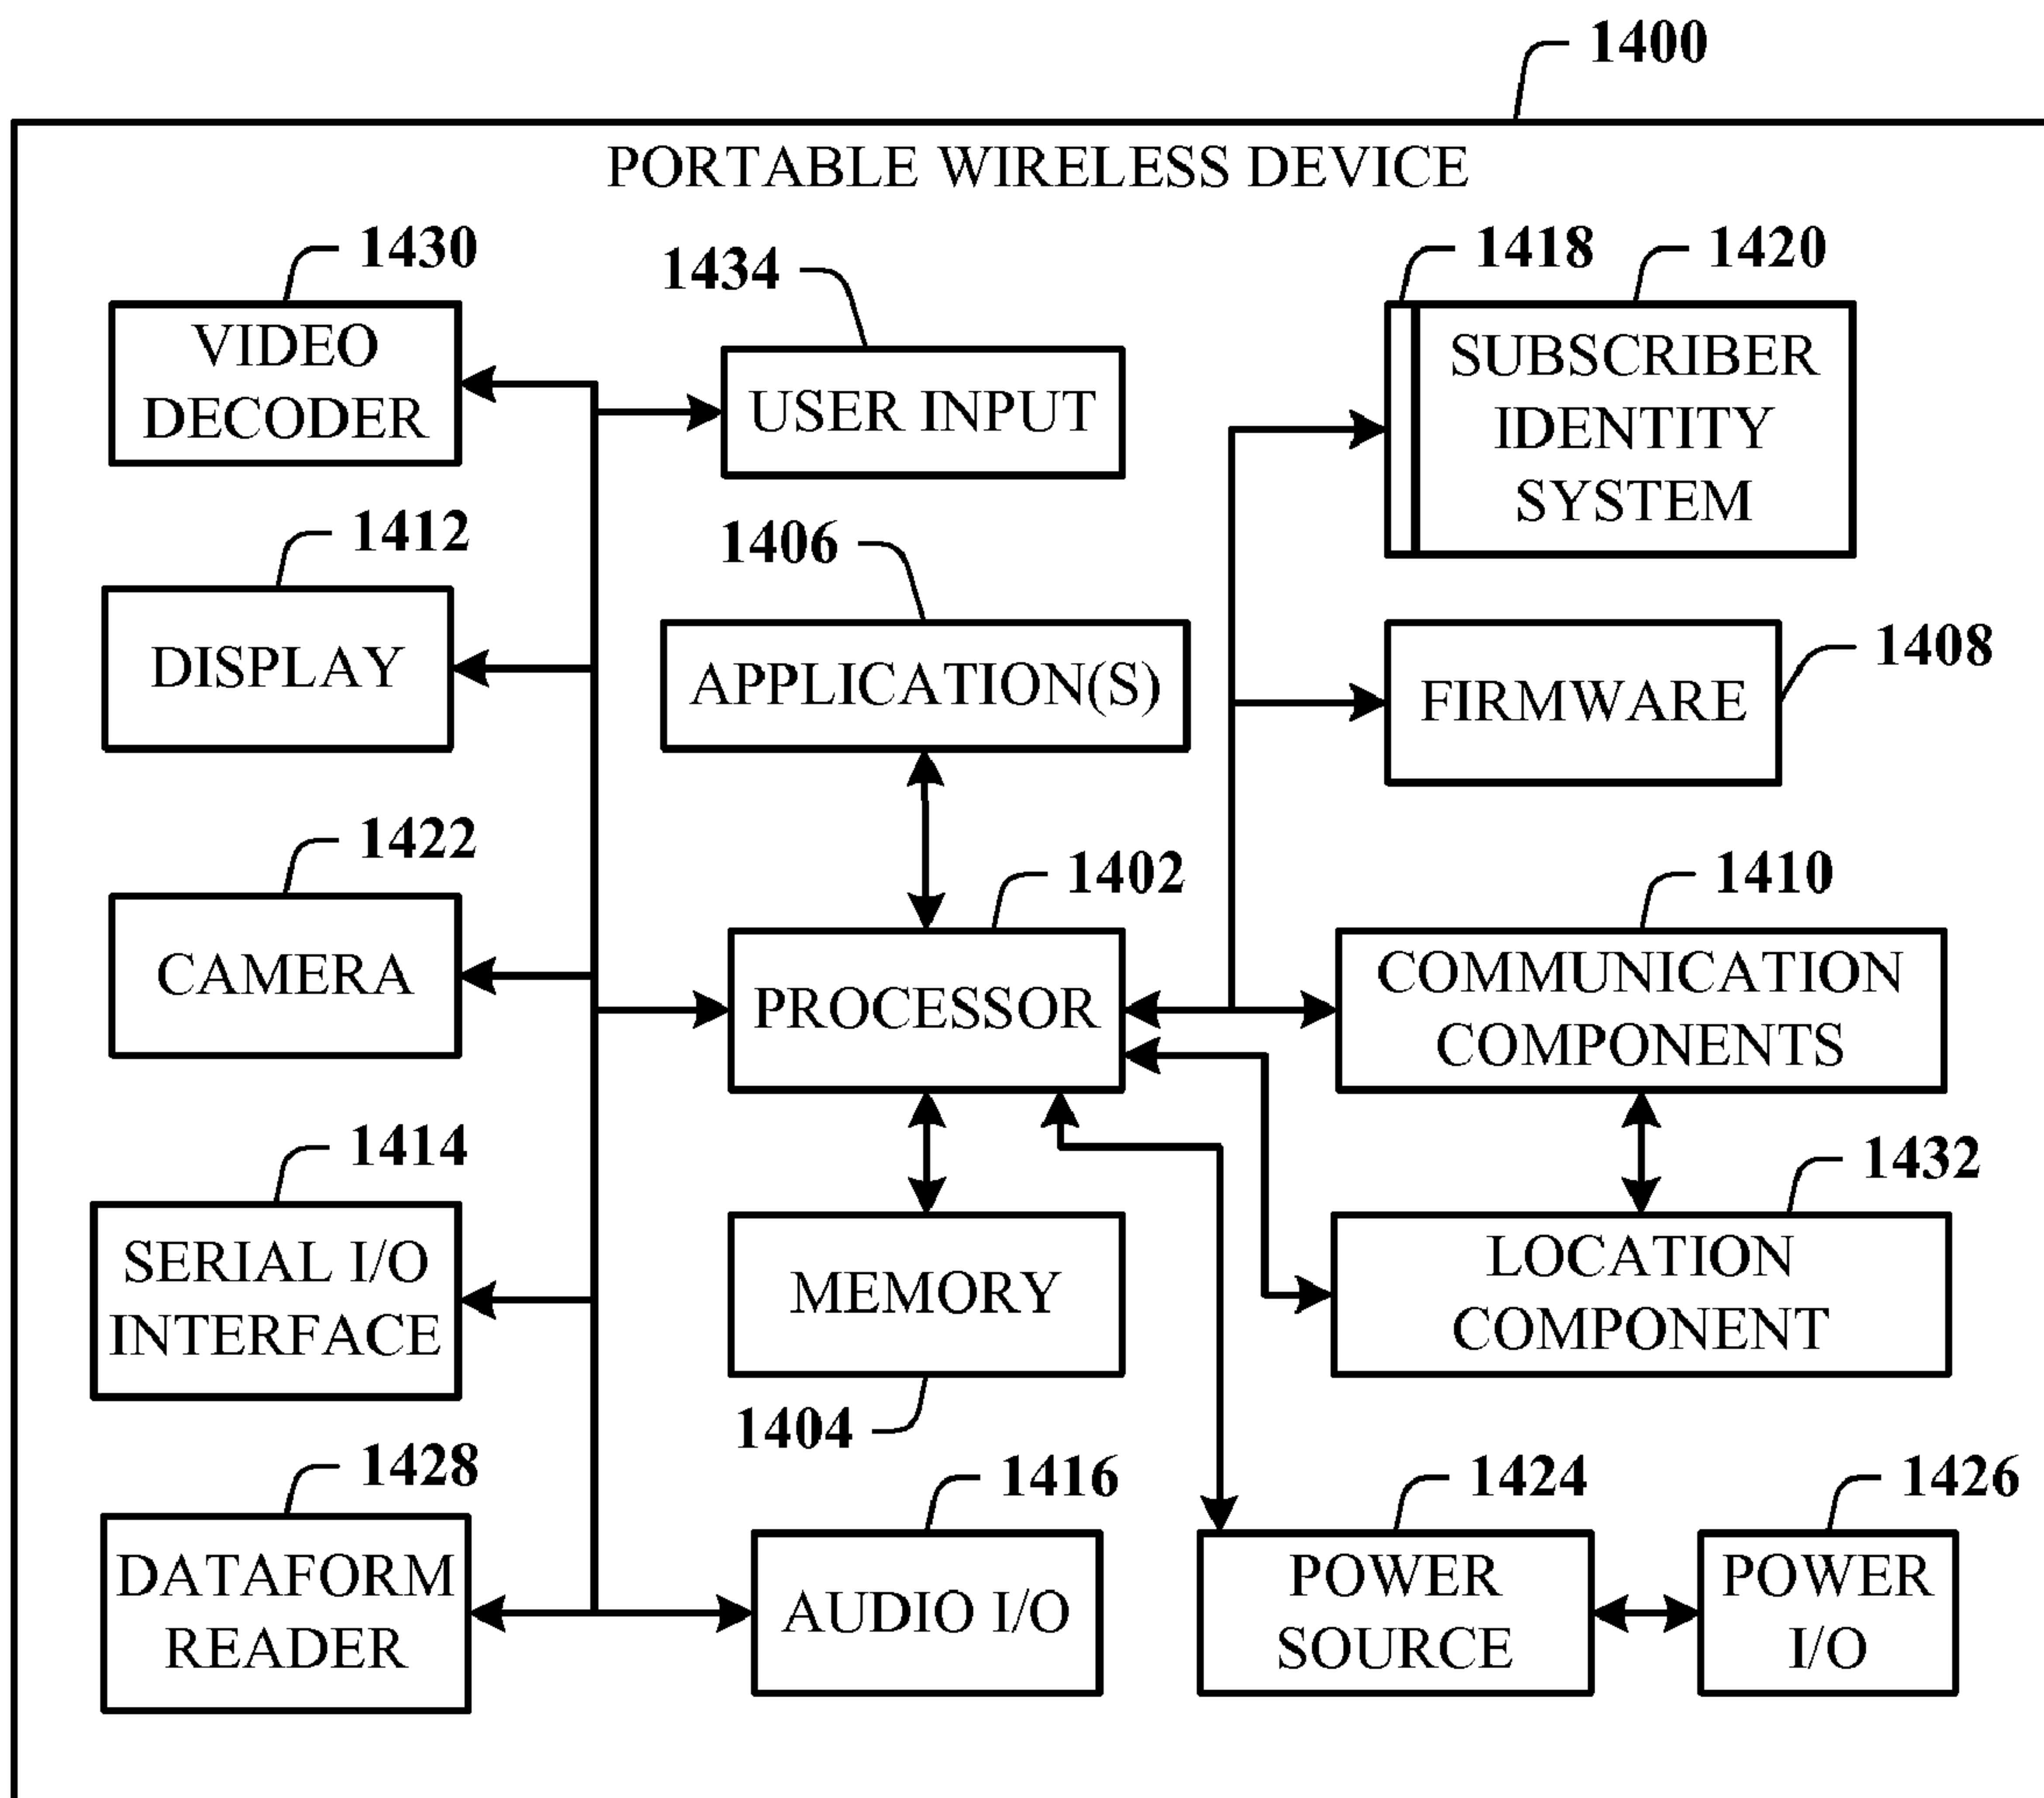 1400
PORTABLE WIRELESS DEVICE
1430
VIDEO
DECODER
1434
USER INPUT
1418
1420
SUBSCRIBER
IDENTITY
SYSTEM
1412
DISPLAY
1406
APPLICATION(S)
1408
FIRMWARE
1422
CAMERA
1402
PROCESSOR
1410
COMMUNICATION
COMPONENTS
1414
SERIAL I/O
INTERFACE
MEMORY
1404
1432
LOCATION
COMPONENT
1428
DATAFORM
READER
1416
AUDIO I/O
1424
POWER
SOURCE
1426
POWER
I/O